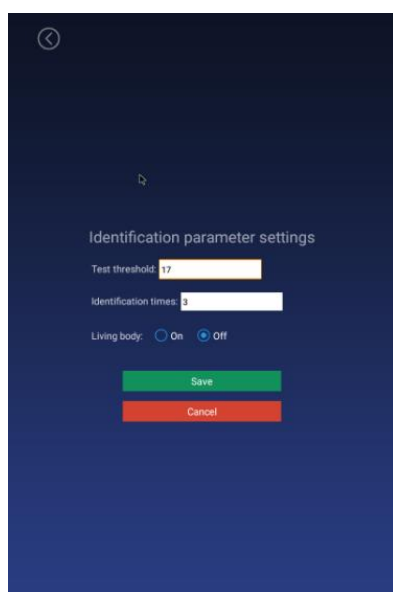 Identification parameter settings
Test threshold: 17
Identification times: 3
Living body: On Off
Save
Cancel